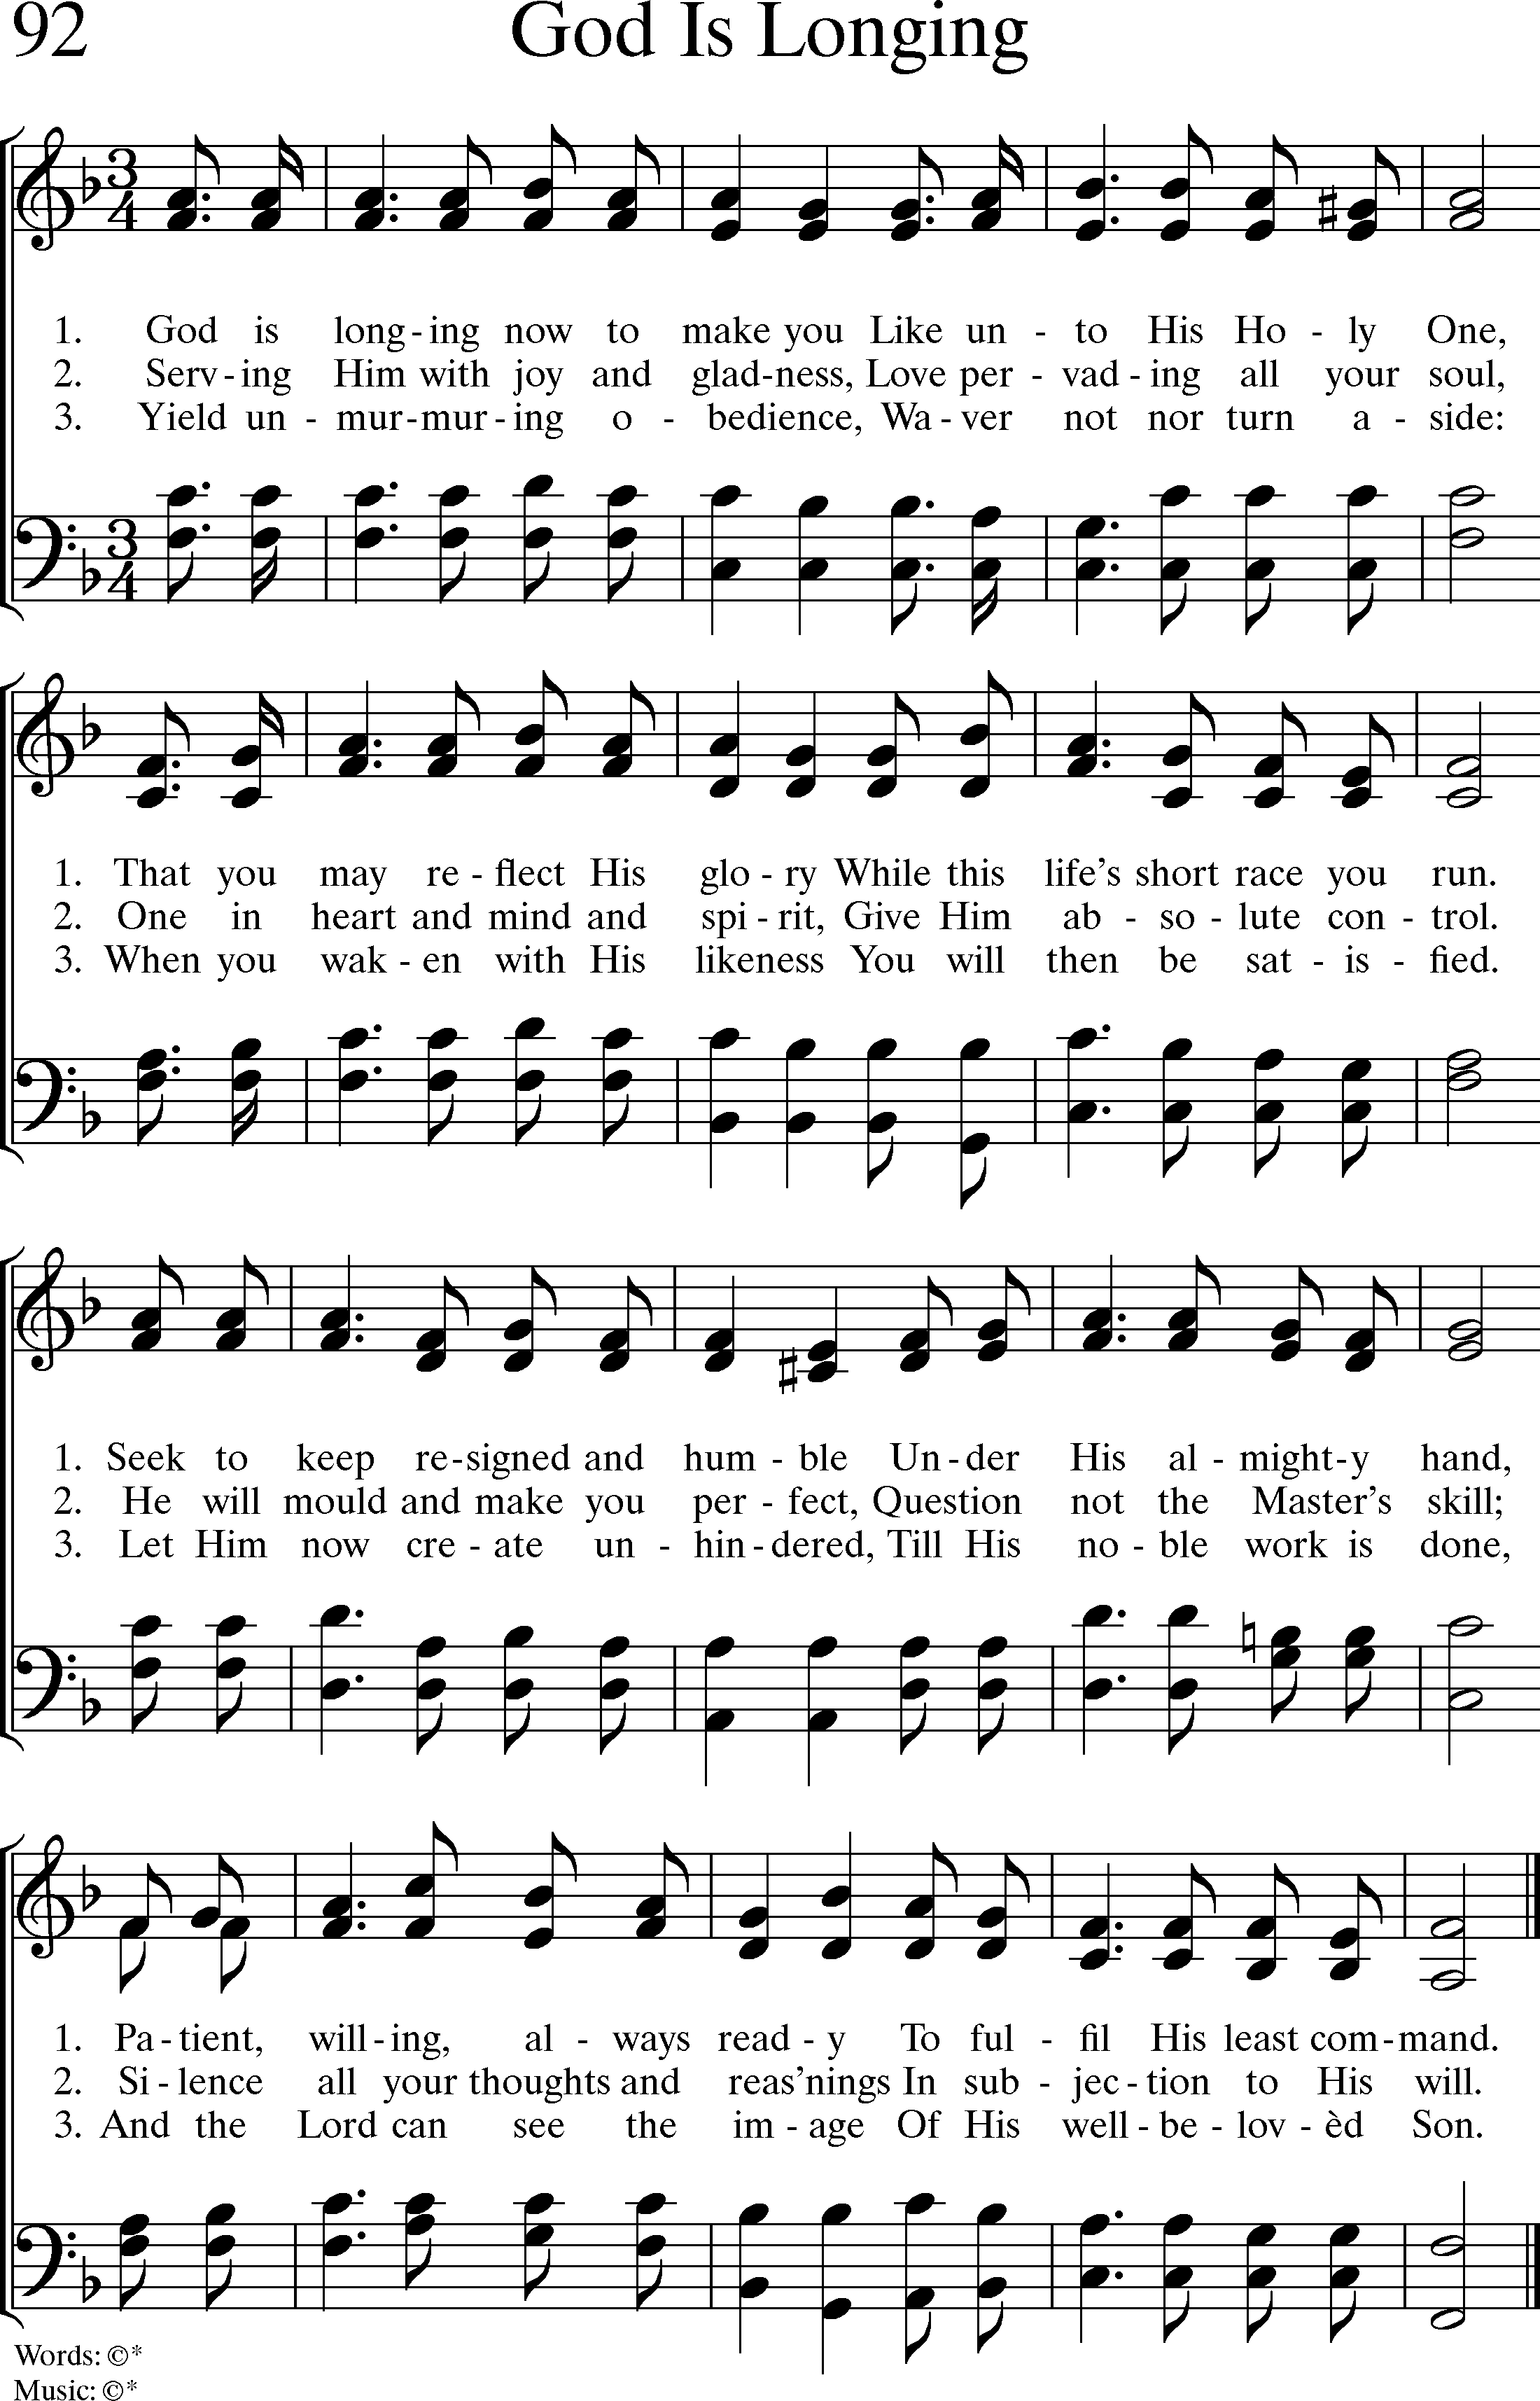 92 God Is Longing
1. God is long - ing now to make you Like un - to His Ho - ly One,
2. Serv - ing Him with joy and glad - ness, Love per - vad - ing all your soul,
3. Yield un - mur - mur - ing o - bedience, Wa - ver not nor turn a - side:
1. That you may re - flect His glo - ry While this life's short race you run.
2. One in heart and mind and spi - rit, Give Him ab - so - lute con - trol.
3. When you wak - en with His likeness You will then be sat - is - fied.
1. Seek to keep re - signed and hum - ble Un - der His al - might - y hand,
2. He will mould and make you per - fect, Question not the Master's skill;
3. Let Him now cre - ate un - hin - dered, Till His no - ble work is done,
1. Pa - tient, will - ing, al - ways read - y To ful - fil His least com - mand.
2. Si - lence all your thoughts and reas'nings In sub - jec - tion to His will.
3. And the Lord can see the im - age Of His well - be - lov - èd Son.
Words: ©*
Music: ©*